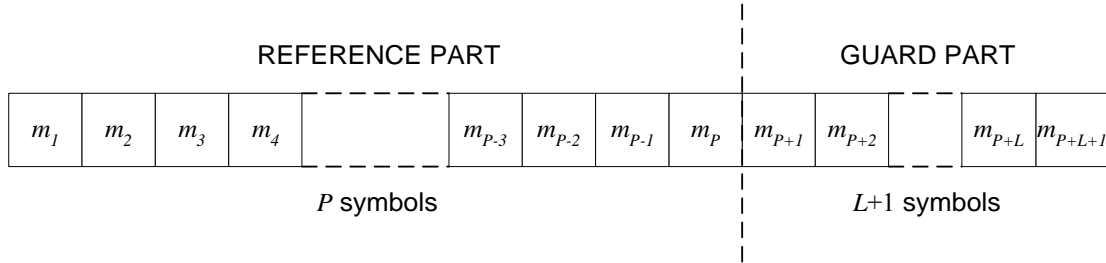 REFERENCE PART GUARD PART
m1 m2 m3 m4 mP-3 mP-2 mP-1 mP mP+1 mP+2 mP+L mP+L+1
P symbols L+1 symbols